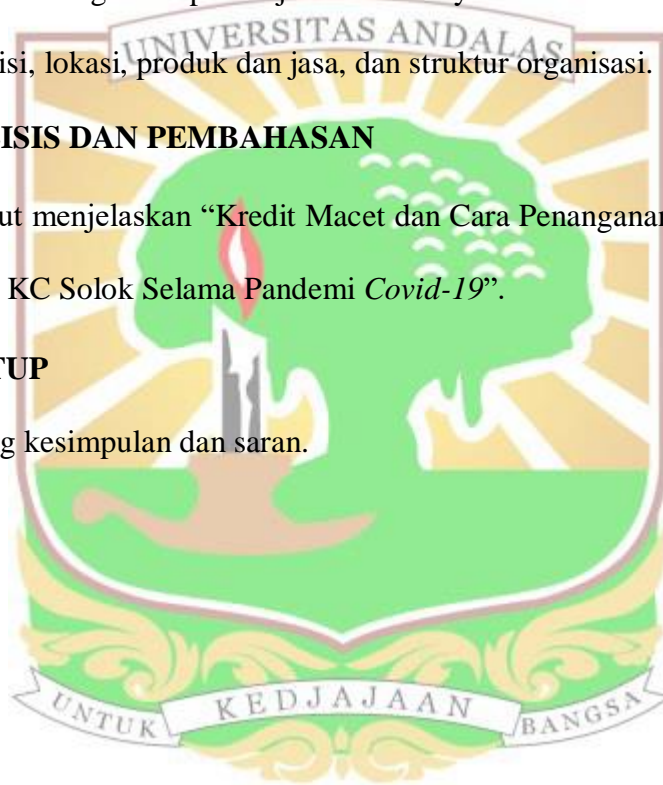 UNIVERSITAS ANDALAS
isi, lokasi, produk dan jasa, dan struktur organisasi.
ISIS DAN PEMBAHASAN
ut menjelaskan “Kredit Macet dan Cara Penanganan
KC Solok Selama Pandemi Covid-19”.
TUP
g kesimpulan dan saran.
UNTUK KEDJAJAAN BANGSA